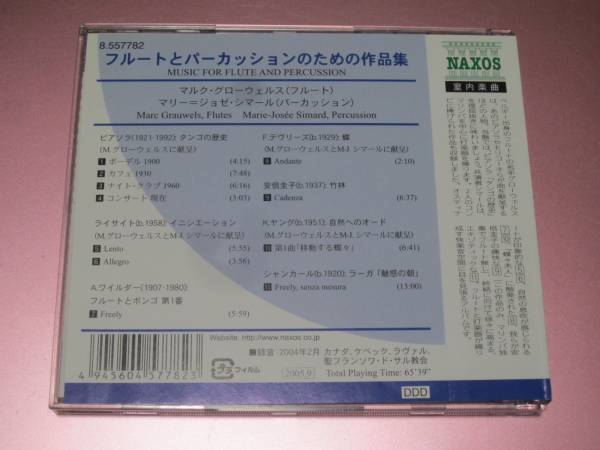 8.557782
フルートとパーカッションのための作品集
MUSIC FOR FLUTE AND PERCUSSION
マルク・グローウェルス(フルート)
マリー=ジョゼ・シマール(パーカッション)
Marc Grauwels, Flutes Marie-Josée Simard, Percussion
ピアソラ(1921-1992): タンゴの歴史
(M.グローウェルスに献呈)
1 ボーデル 1900 (4:15)
2 カフェ 1930 (7:48)
3 ナイト・クラブ 1960 (6:16)
4 コンサート 現在 (3:03)
ライサイト(b.1958): イニシエーション
(M.グローウェルスとM-J. シマールに献呈)
5 Lento (5:55)
6 Allegro (3:56)
A.ワイルダー(1907-1980)
フルートとボンゴ 第1番
7 Freely (5:59)
F.デヴリーズ(b.1929): 蝶
(M.グローウェルスとM-J. シマールに献呈)
8 Andante (2:10)
安倍圭子(b.1937): 竹林
9 Cadenza (6:37)
K.ヤング(b.1951): 自然へのオード
(M.グローウェルスとM-J. シマールに献呈)
10 第1曲「移動する蝶々」 (6:41)
シャンカール(b.1920): ラーガ「魅惑の朝」
11 Freely, senza mesura (13:00)
NAXOS
室内楽曲
Website: http://www.naxos.co.jp
■録音:2004年2月 カナダ、ケベック、ラヴァル、
聖フランソワ・ド・サル教会
フィルム
2005.9
Total Playing Time: 65'39"
4 945604 577823
DDD